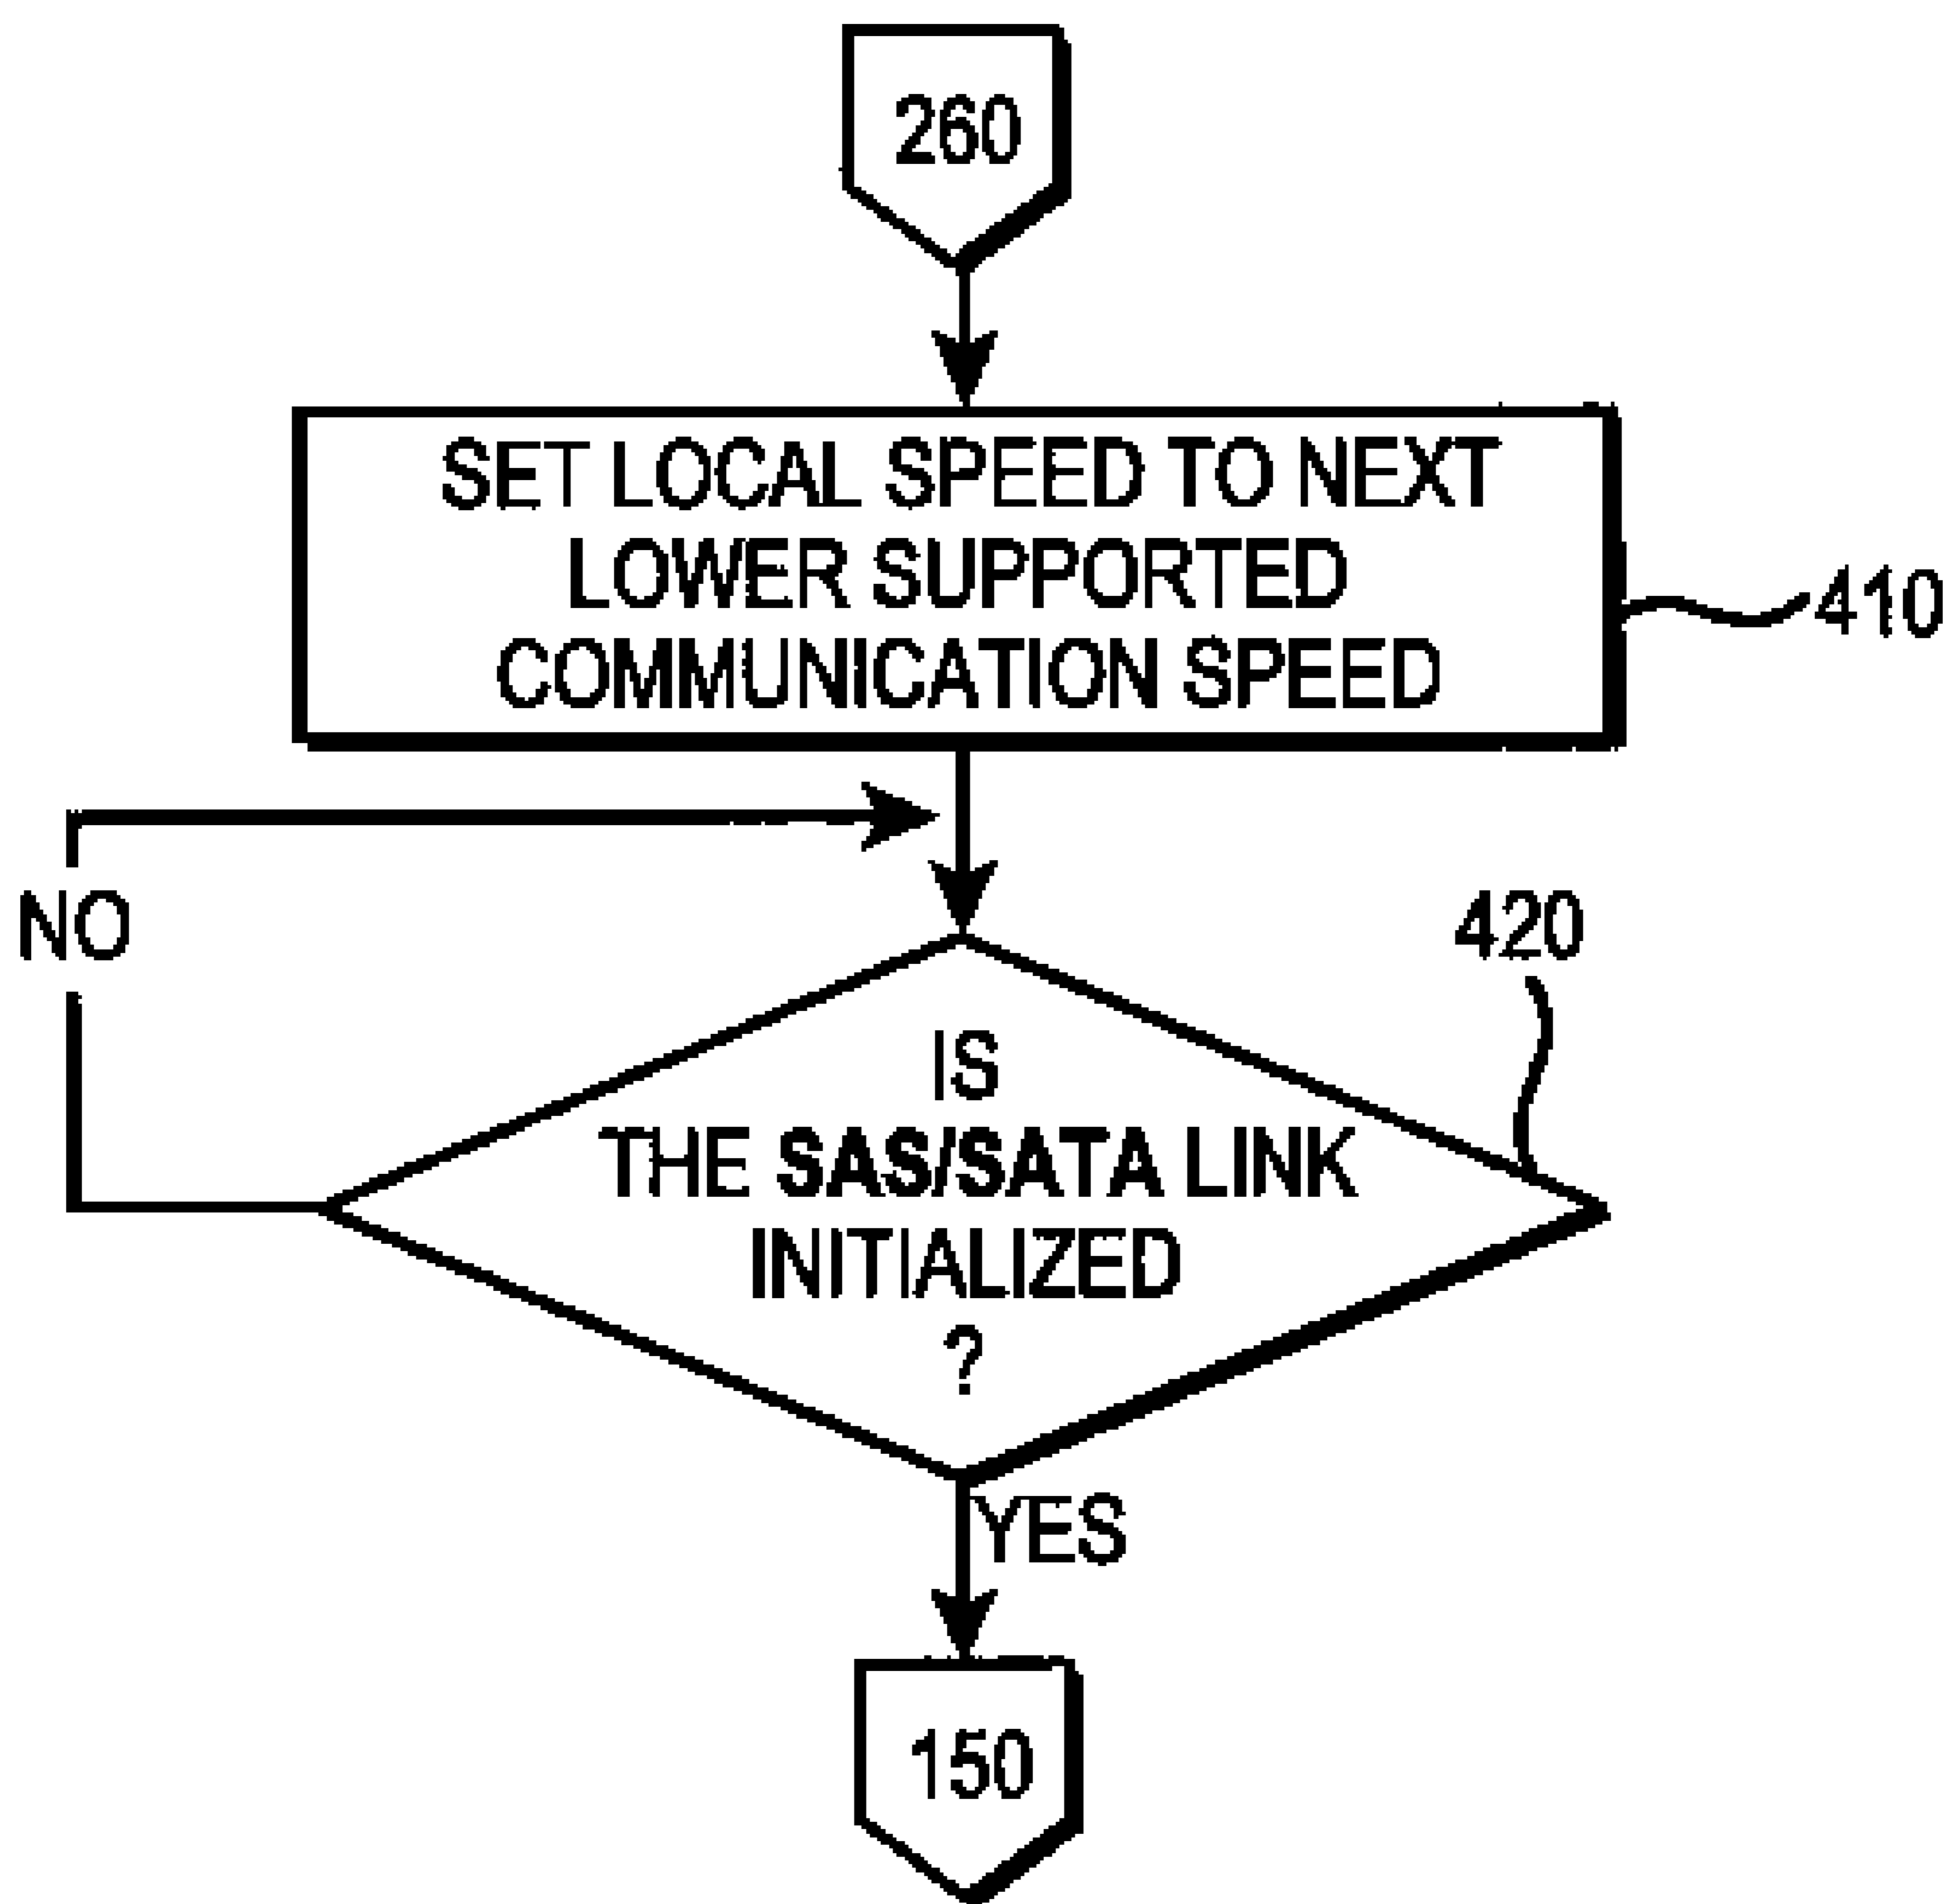 260
SET LOCAL SPEED TO NEXT
LOWER SUPPORTED
COMMUNICATION SPEED
410
NO
420
IS
THE SAS/SATA LINK
INITIALIZED
?
YES
150